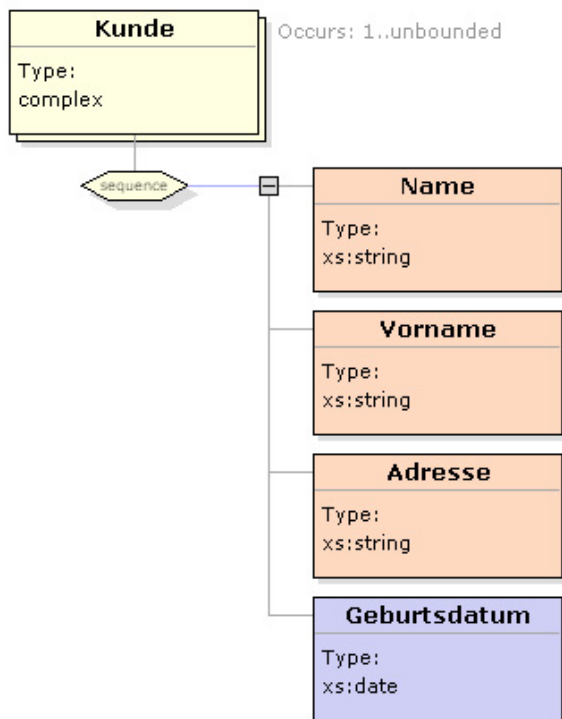 Kunde
Occurs: 1..unbounded
Type:
complex
sequence
Name
Type:
xs:string
Vorname
Type:
xs:string
Adresse
Type:
xs:string
Geburtsdatum
Type:
xs:date